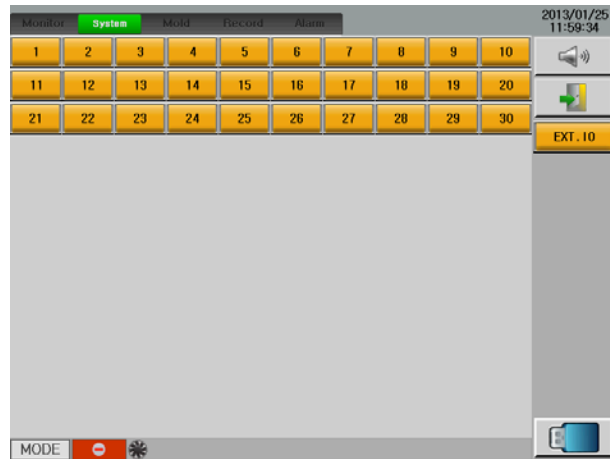 Monitor System Mold Record Alarm
2013/01/25
11:59:34
1 2 3 4 5 6 7 8 9 10
11 12 13 14 15 16 17 18 19 20
21 22 23 24 25 26 27 28 29 30
EXT.IO
MODE